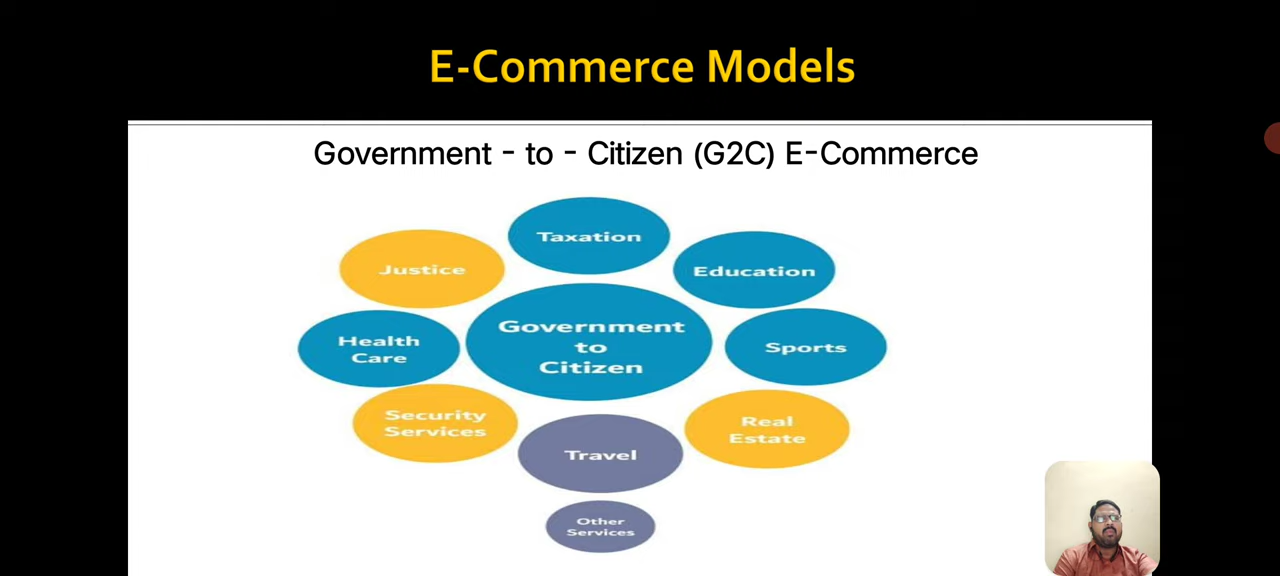 E-Commerce Models
Government - to - Citizen (G2C) E-Commerce
Taxation
Justice
Education
Government
to
Citizen
Health
Care
Sports
Security
Services
Real
Estate
Travel
Other
Services